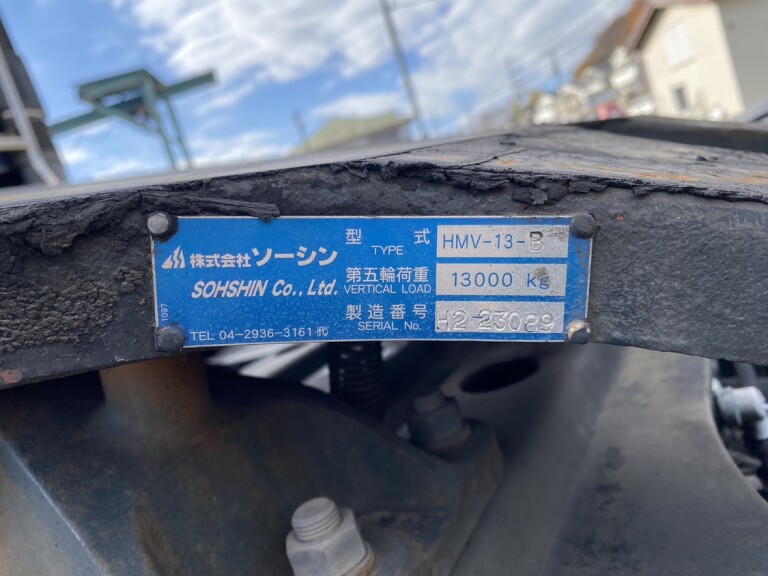 株式会社ソーシン
SOHSHIN Co., Ltd.
TEL 04-2936-3161 代
1097
型式 HMV-13-B
TYPE
第五輪荷重 13000 Kg
VERTICAL LOAD
製造番号 H2-23089
SERIAL No.